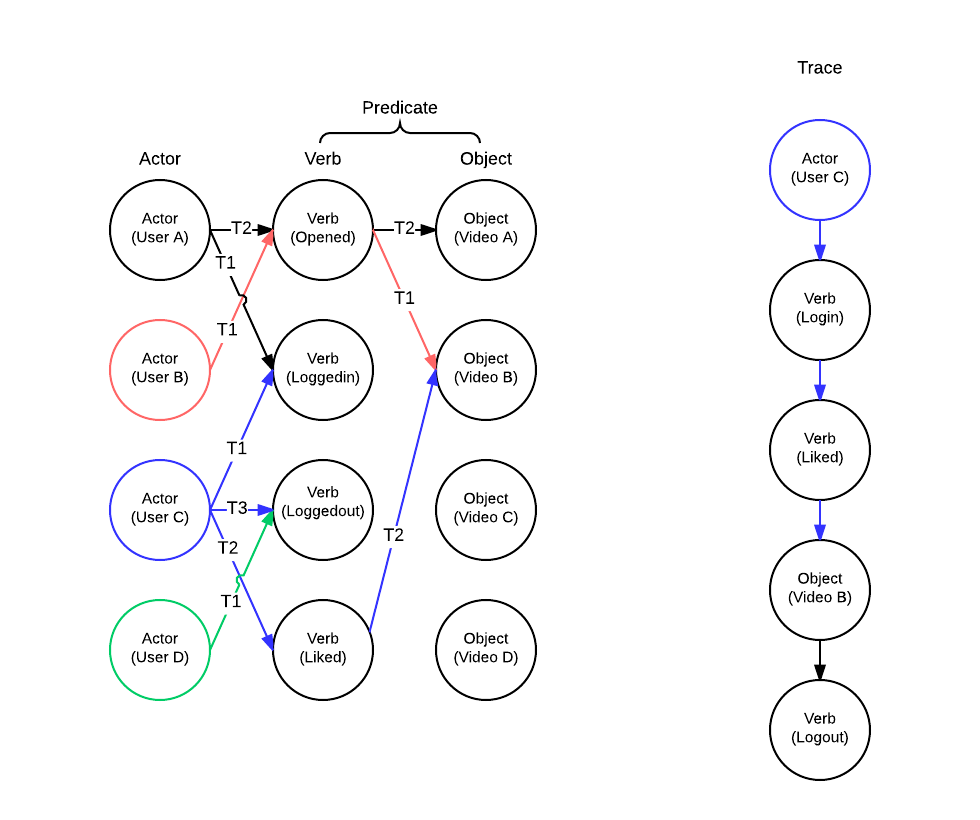 Trace
Predicate
Actor
Verb
Object
Actor
(User A)
T2
Verb
(Opened)
T2
Object
(Video A)
T1
T1
T1
Actor
(User B)
Verb
(Loggedin)
Object
(Video B)
T1
Actor
(User C)
T3
Verb
(Loggedout)
Object
(Video C)
T2
T2
T1
Actor
(User D)
Verb
(Liked)
Object
(Video D)
Actor
(User C)
Verb
(Login)
Verb
(Liked)
Object
(Video B)
Verb
(Logout)